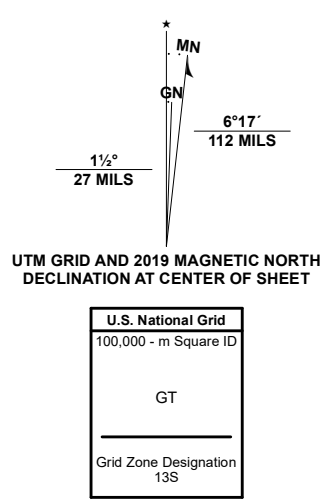 ★
MN
GN
6°17´
112 MILS
1½°
27 MILS
UTM GRID AND 2019 MAGNETIC NORTH
DECLINATION AT CENTER OF SHEET
U.S. National Grid
100,000 - m Square ID
GT
Grid Zone Designation
13S